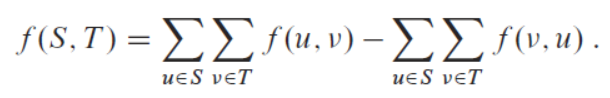 f(S, T) = ∑_{u∈S} ∑_{v∈T} f(u, v) − ∑_{u∈S} ∑_{v∈T} f(v, u) .